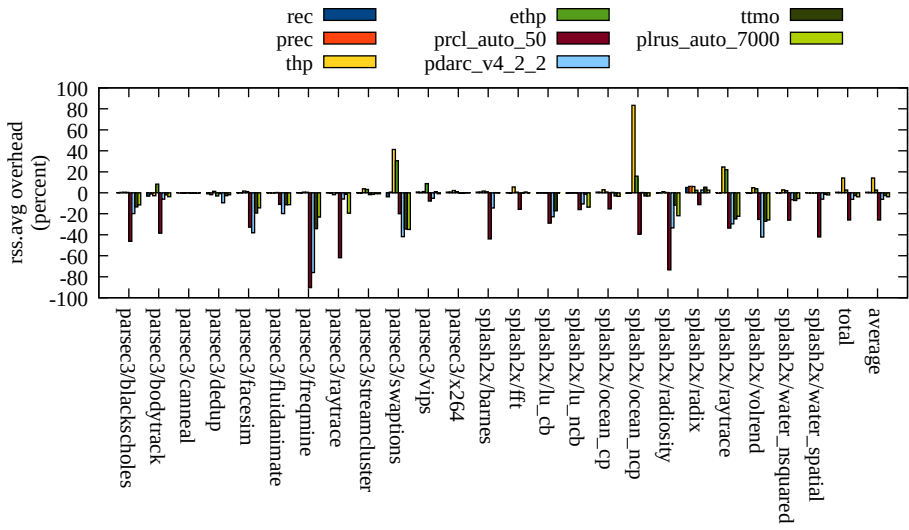 rec
prec
thp
ethp
prcl_auto_50
pdarc_v4_2_2
ttmo
plrus_auto_7000
rss.avg overhead
(percent)
100
80
60
40
20
0
-20
-40
-60
-80
-100
parsec3/blackscholes
parsec3/bodytrack
parsec3/canneal
parsec3/dedup
parsec3/facesim
parsec3/fluidanimate
parsec3/freqmine
parsec3/raytrace
parsec3/streamcluster
parsec3/swaptions
parsec3/vips
parsec3/x264
splash2x/barnes
splash2x/fft
splash2x/lu_cb
splash2x/lu_ncb
splash2x/ocean_cp
splash2x/ocean_ncp
splash2x/radiosity
splash2x/radix
splash2x/raytrace
splash2x/volrend
splash2x/water_nsquared
splash2x/water_spatial
total
average